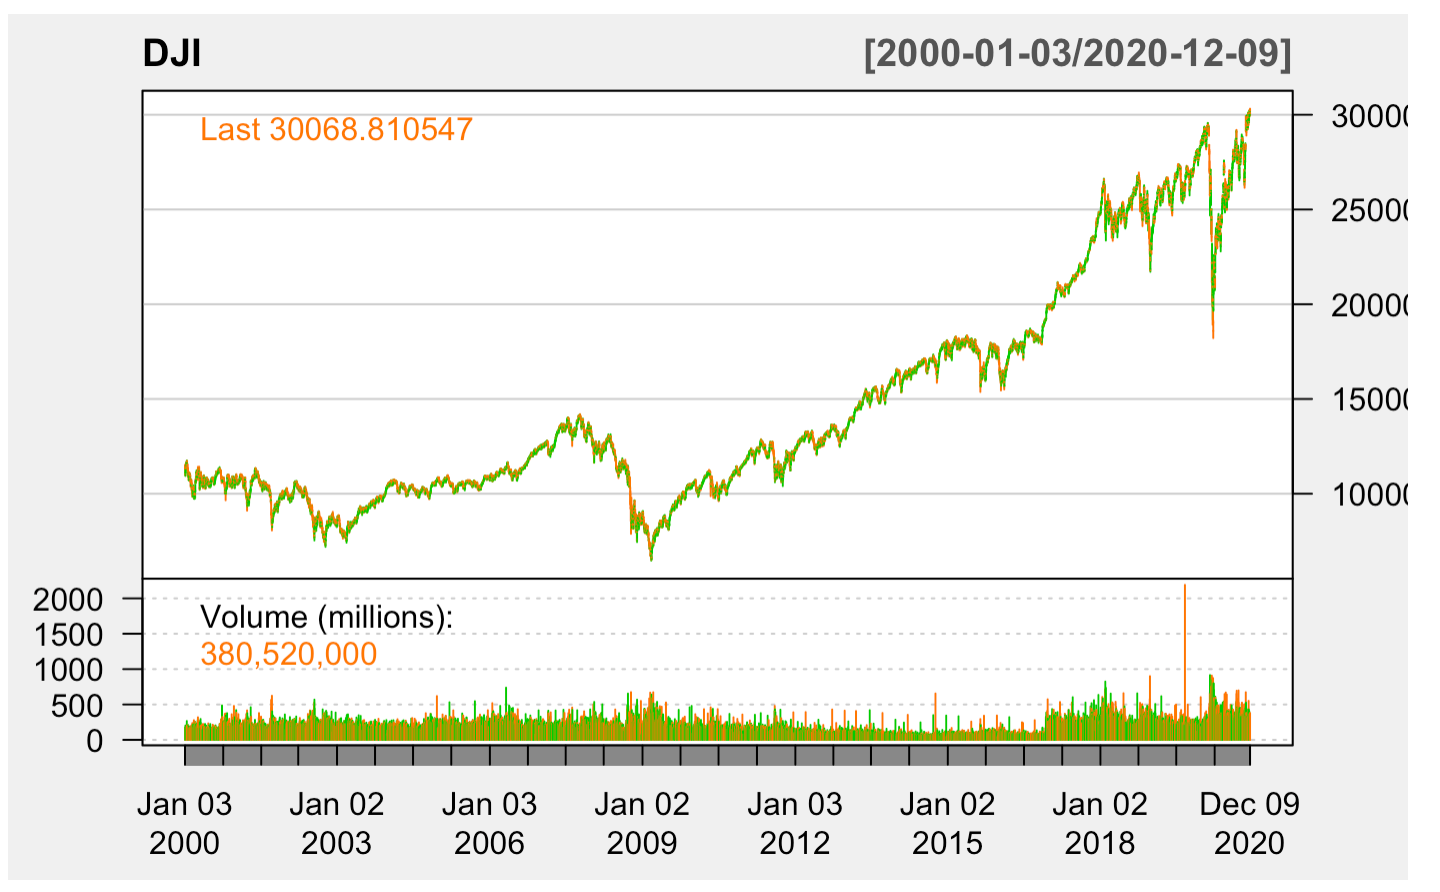 DJI [2000-01-03/2020-12-09]
Last 30068.810547
30000
25000
20000
15000
10000
Volume (millions):
380,520,000
2000
1500
1000
500
0
Jan 03 2000
Jan 02 2003
Jan 03 2006
Jan 02 2009
Jan 03 2012
Jan 02 2015
Jan 02 2018
Dec 09 2020